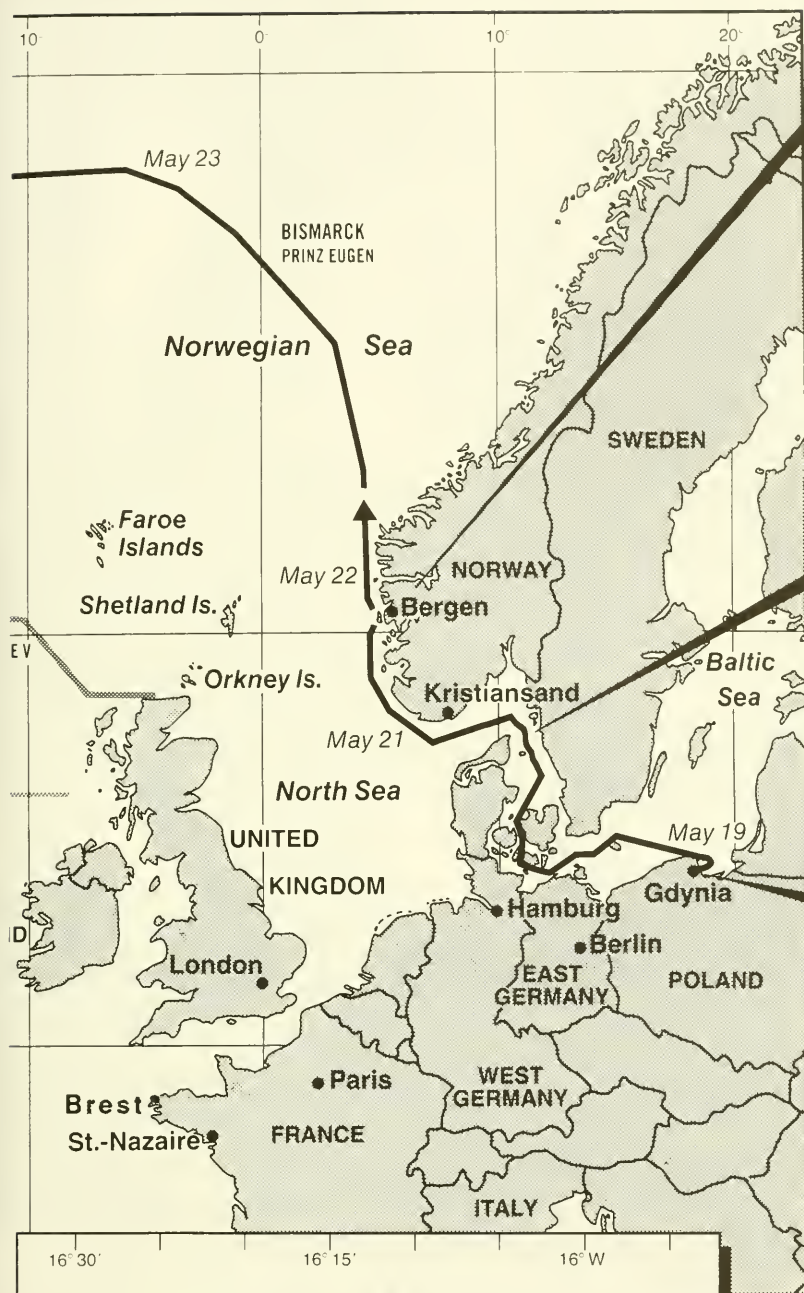 10°
0°
10°
20°
May 23
BISMARCK
PRINZ EUGEN
Norwegian Sea
SWEDEN
Faroe
Islands
May 22
NORWAY
Shetland Is.
Bergen
EV
Orkney Is.
Baltic
Sea
Kristiansand
May 21
North Sea
UNITED
KINGDOM
May 19
Gdynia
Hamburg
D
Berlin
London
EAST
GERMANY
POLAND
Paris
WEST
GERMANY
Brest
St.-Nazaire
FRANCE
ITALY
16° 30'
16° 15'
16° W